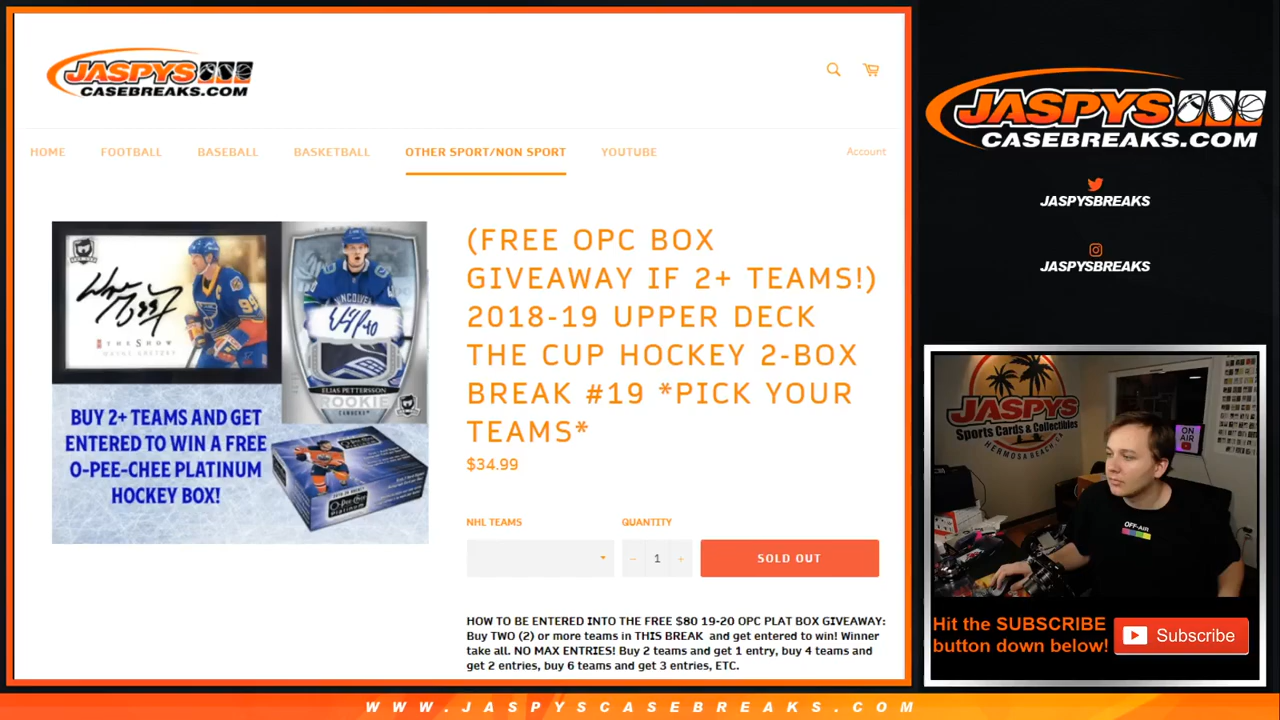 JASPYS
CASEBREAKS.COM
HOME
FOOTBALL
BASEBALL
BASKETBALL
OTHER SPORT/NON SPORT
YOUTUBE
Account
THE SHOW
WAYNE GRETZKY
VANCOUVER
ELIAS PETTERSSON
ROOKIE
BUY 2+ TEAMS AND GET
ENTERED TO WIN A FREE
O-PEE-CHEE PLATINUM
HOCKEY BOX!
(FREE OPC BOX
GIVEAWAY IF 2+ TEAMS!)
2018-19 UPPER DECK
THE CUP HOCKEY 2-BOX
BREAK #19 *PICK YOUR
TEAMS*
$34.99
NHL TEAMS
QUANTITY
− 1 +
SOLD OUT
HOW TO BE ENTERED INTO THE FREE $80 19-20 OPC PLAT BOX GIVEAWAY:
Buy TWO (2) or more teams in THIS BREAK and get entered to win! Winner
take all. NO MAX ENTRIES! Buy 2 teams and get 1 entry, buy 4 teams and
get 2 entries, buy 6 teams and get 3 entries, ETC.
JASPYS
CASEBREAKS.COM
JASPYSBREAKS
JASPYSBREAKS
JASPYS
Sports Cards & Collectibles
HERMOSA BEACH, CA
ON
AIR
OFF-AIR
Hit the SUBSCRIBE
button down below!
Subscribe
WWW.JASPYSCASEBREAKS.COM